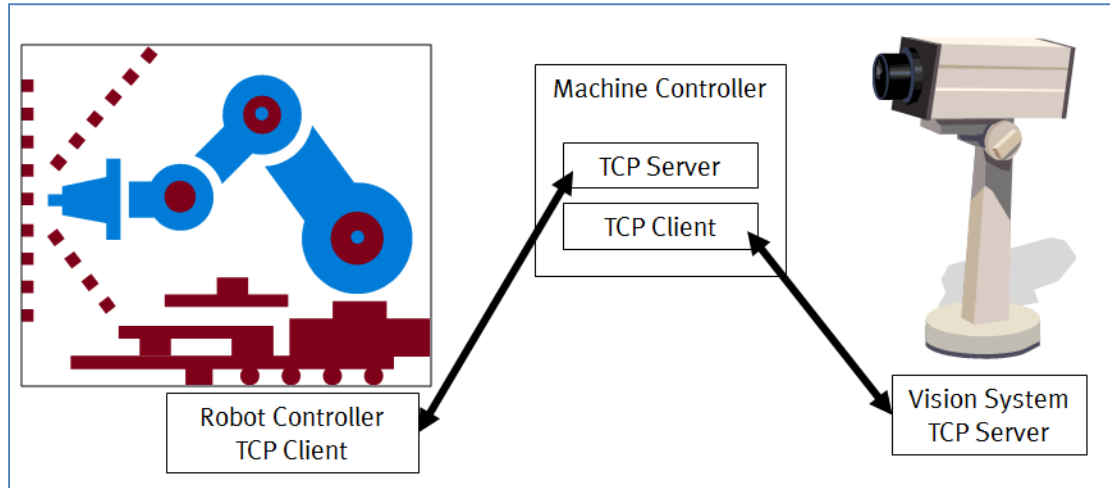 Machine Controller
TCP Server
TCP Client
Robot Controller
TCP Client
Vision System
TCP Server